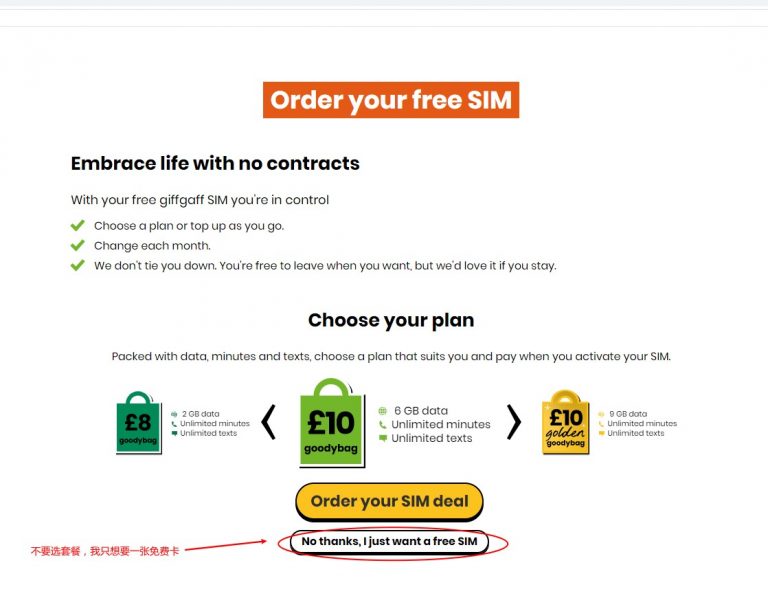 Order your free SIM
Embrace life with no contracts
With your free giffgaff SIM you're in control
Choose a plan or top up as you go.
Change each month.
We don't tie you down. You're free to leave when you want, but we'd love it if you stay.
Choose your plan
Packed with data, minutes and texts, choose a plan that suits you and pay when you activate your SIM.
£8
goodybag
2 GB data
Unlimited minutes
Unlimited texts
£10
goodybag
6 GB data
Unlimited minutes
Unlimited texts
£10
golden
goodybag
9 GB data
Unlimited minutes
Unlimited texts
Order your SIM deal
No thanks, I just want a free SIM
不要选套餐，我只想要一张免费卡